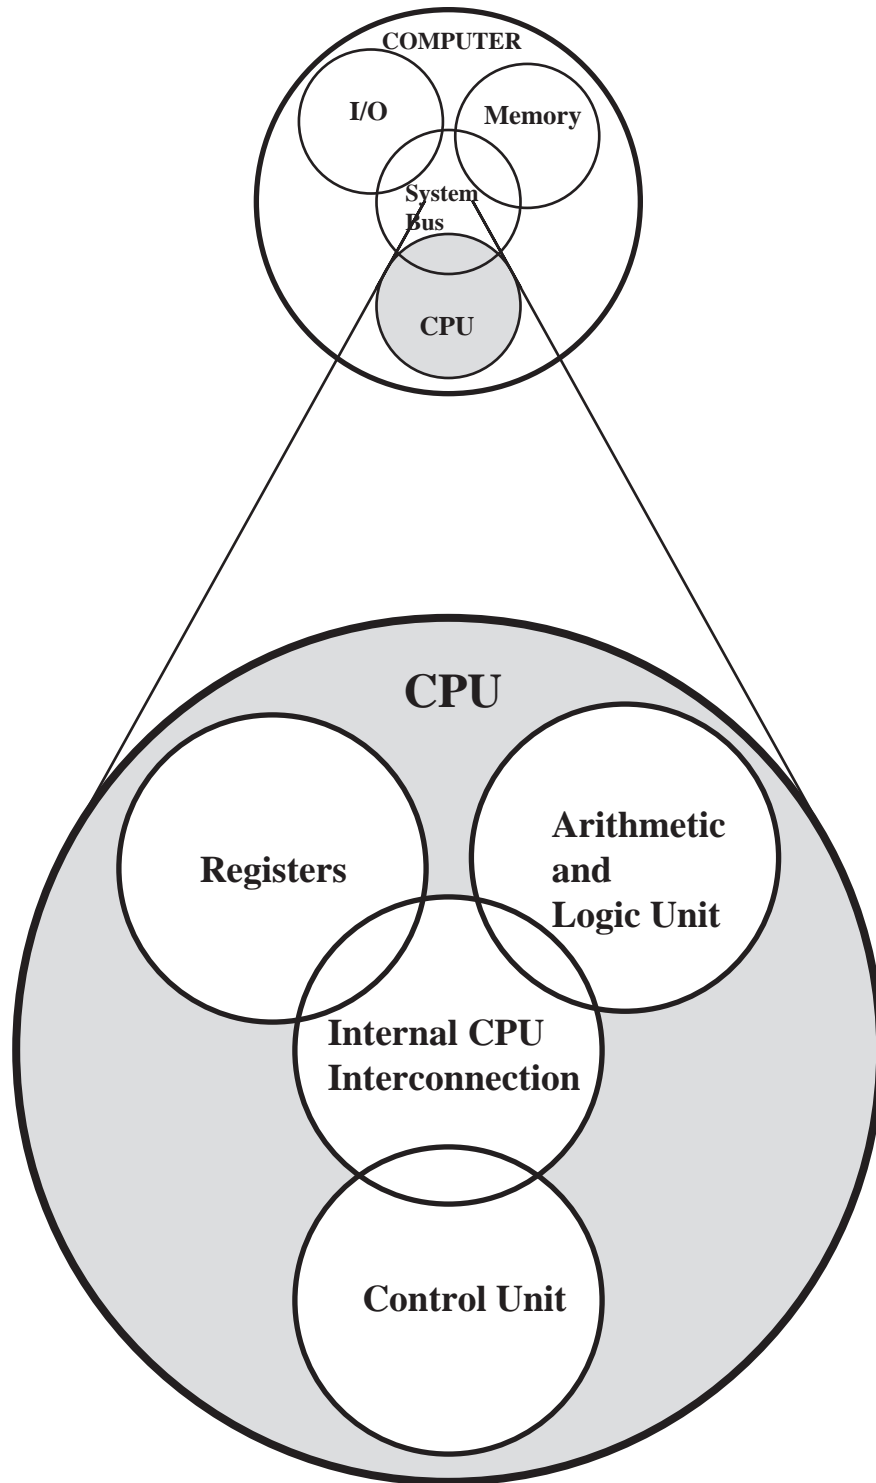 COMPUTER
I/O
Memory
System
Bus
CPU
CPU
Registers
Arithmetic
and
Logic Unit
Internal CPU
Interconnection
Control Unit